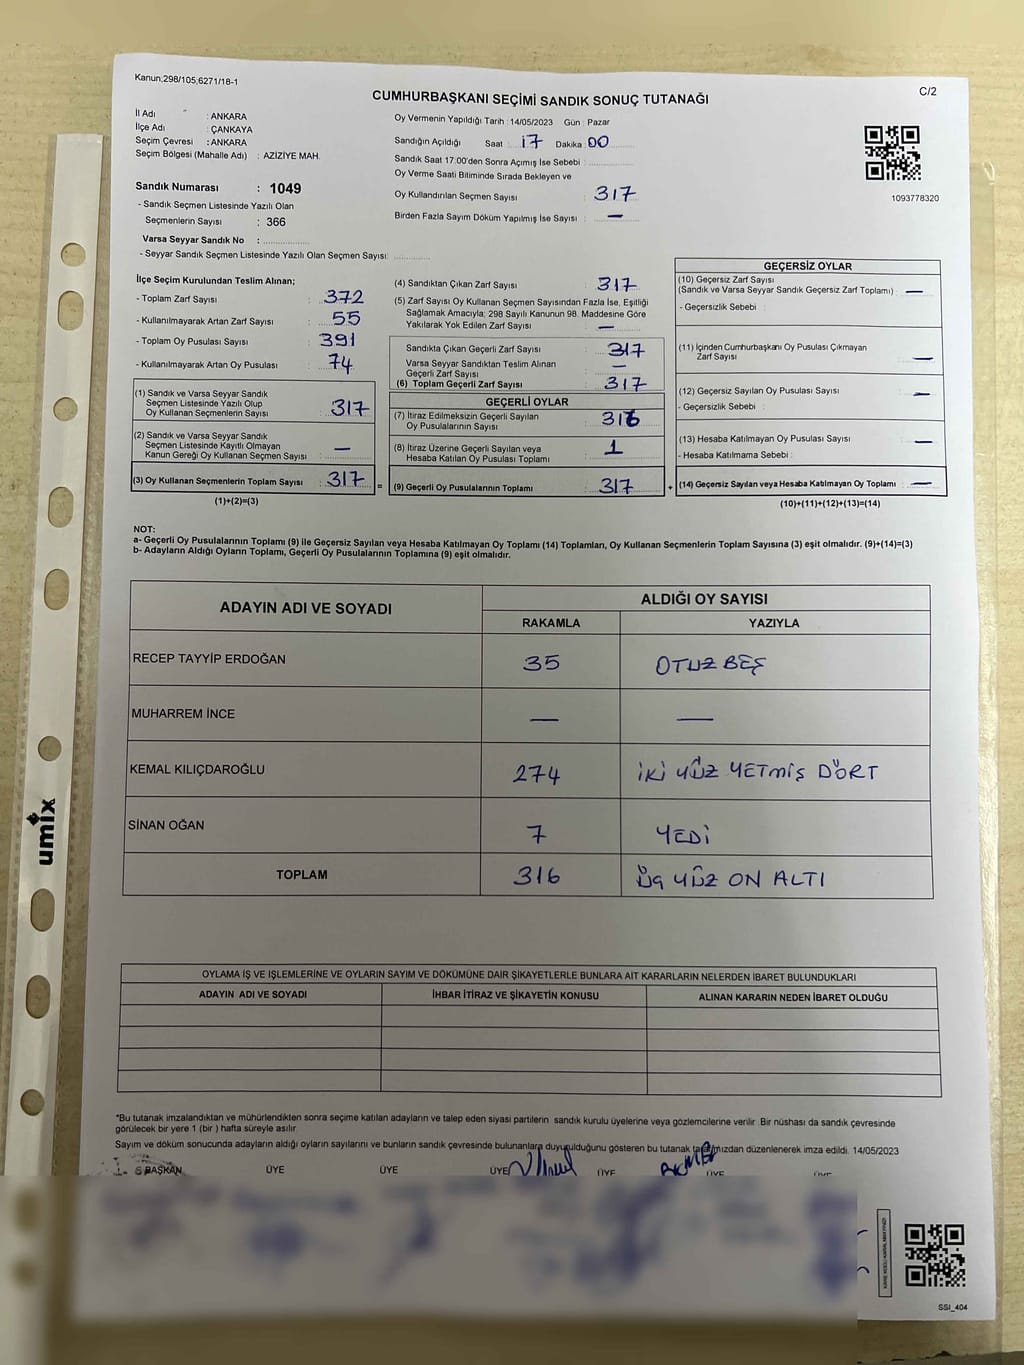 Kanun;298/105;6271/18-1
C/2
CUMHURBAŞKANI SEÇİMİ SANDIK SONUÇ TUTANAĞI
İl Adı : ANKARA
İlçe Adı : ÇANKAYA
Seçim Çevresi : ANKARA
Seçim Bölgesi (Mahalle Adı) : AZİZİYE MAH.
Sandık Numarası : 1049
- Sandık Seçmen Listesinde Yazılı Olan
Seçmenlerin Sayısı : 366
Varsa Seyyar Sandık No :
- Seyyar Sandık Seçmen Listesinde Yazılı Olan Seçmen Sayısı:
Oy Vermenin Yapıldığı Tarih : 14/05/2023 Gün : Pazar
Sandığın Açıldığı Saat : 17 Dakika : 00
Sandık Saat 17:00'den Sonra Açımış İse Sebebi :
Oy Verme Saati Bitiminde Sırada Bekleyen ve
Oy Kullandırılan Seçmen Sayısı : 317
Birden Fazla Sayım Döküm Yapılmış İse Sayısı : —
1093778320
İlçe Seçim Kurulundan Teslim Alınan;
- Toplam Zarf Sayısı : 372
- Kullanılmayarak Artan Zarf Sayısı : 55
- Toplam Oy Pusulası Sayısı : 391
- Kullanılmayarak Artan Oy Pusulası : 74
(1) Sandık ve Varsa Seyyar Sandık
Seçmen Listesinde Yazılı Olup
Oy Kullanan Seçmenlerin Sayısı : 317
(2) Sandık ve Varsa Seyyar Sandık
Seçmen Listesinde Kayıtlı Olmayan
Kanun Gereği Oy Kullanan Seçmen Sayısı : —
(3) Oy Kullanan Seçmenlerin Toplam Sayısı : 317
(1)+(2)=(3)
=
(4) Sandıktan Çıkan Zarf Sayısı : 317
(5) Zarf Sayısı Oy Kullanan Seçmen Sayısından Fazla İse, Eşitliği
Sağlamak Amacıyla; 298 Sayılı Kanunun 98. Maddesine Göre
Yakılarak Yok Edilen Zarf Sayısı : —
Sandıkta Çıkan Geçerli Zarf Sayısı : 317
Varsa Seyyar Sandıktan Teslim Alınan
Geçerli Zarf Sayısı : —
(6) Toplam Geçerli Zarf Sayısı : 317
GEÇERLİ OYLAR
(7) İtiraz Edilmeksizin Geçerli Sayılan
Oy Pusulalarının Sayısı : 316
(8) İtiraz Üzerine Geçerli Sayılan veya
Hesaba Katılan Oy Pusulası Toplamı : 1
(9) Geçerli Oy Pusulalarının Toplamı : 317
+
GEÇERSİZ OYLAR
(10) Geçersiz Zarf Sayısı
(Sandık ve Varsa Seyyar Sandık Geçersiz Zarf Toplamı) : —
- Geçersizlik Sebebi :
(11) İçinden Cumhurbaşkanı Oy Pusulası Çıkmayan
Zarf Sayısı : —
(12) Geçersiz Sayılan Oy Pusulası Sayısı : —
- Geçersizlik Sebebi :
(13) Hesaba Katılmayan Oy Pusulası Sayısı : —
- Hesaba Katılmama Sebebi :
(14) Geçersiz Sayılan veya Hesaba Katılmayan Oy Toplamı : —
(10)+(11)+(12)+(13)=(14)
NOT:
a- Geçerli Oy Pusulalarının Toplamı (9) ile Geçersiz Sayılan veya Hesaba Katılmayan Oy Toplamı (14) Toplamları, Oy Kullanan Seçmenlerin Toplam Sayısına (3) eşit olmalıdır. (9)+(14)=(3)
b- Adayların Aldığı Oyların Toplamı, Geçerli Oy Pusulalarının Toplamına (9) eşit olmalıdır.
ADAYIN ADI VE SOYADI
ALDIĞI OY SAYISI
RAKAMLA YAZIYLA
RECEP TAYYİP ERDOĞAN 35 OTUZ BEŞ
MUHARREM İNCE — —
KEMAL KILIÇDAROĞLU 274 İKİ YÜZ YETMİŞ DÖRT
SİNAN OĞAN 7 YEDİ
TOPLAM 316 ÜÇ YÜZ ON ALTI
OYLAMA İŞ VE İŞLEMLERİNE VE OYLARIN SAYIM VE DÖKÜMÜNE DAİR ŞİKAYETLERLE BUNLARA AİT KARARLARIN NELERDEN İBARET BULUNDUKLARI
ADAYIN ADI VE SOYADI İHBAR İTİRAZ VE ŞİKAYETİN KONUSU ALINAN KARARIN NEDEN İBARET OLDUĞU
*Bu tutanak imzalandıktan ve mühürlendikten sonra seçime katılan adayların ve talep eden siyasi partilerin sandık kurulu üyelerine veya gözlemcilerine verilir. Bir nüshası da sandık çevresinde
görülecek bir yere 1 (bir ) hafta süreyle asılır.
Sayım ve döküm sonucunda adayların aldığı oyların sayılarını ve bunların sandık çevresinde bulunanlara duyurulduğunu gösteren bu tutanak tarafımızdan düzenlenerek imza edildi. 14/05/2023
BAŞKAN ÜYE ÜYE ÜYE ÜYE ÜYE ÜYE
SSI_404
umix